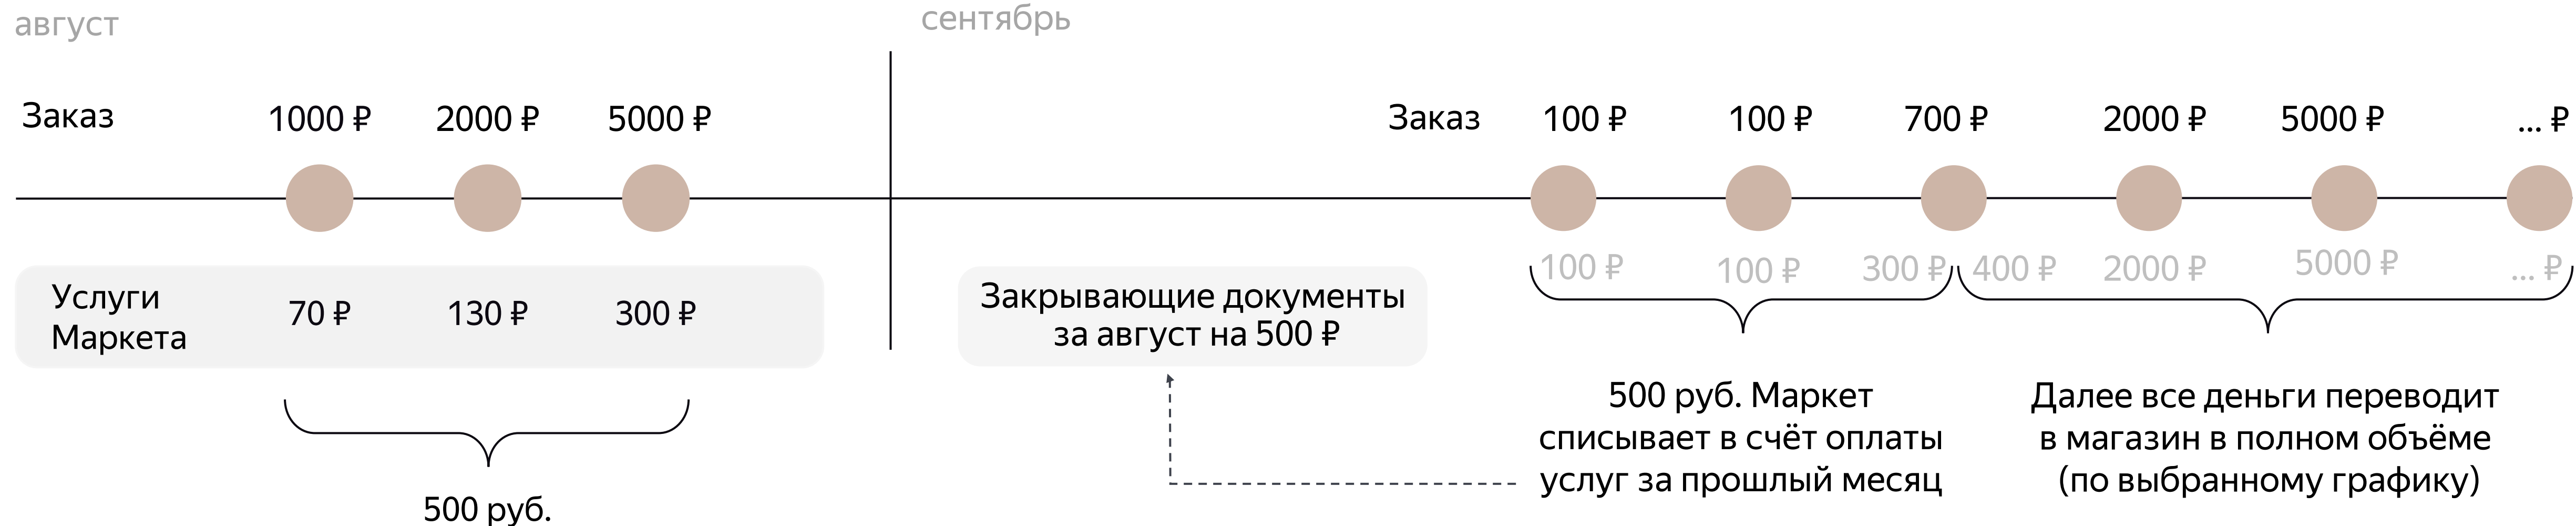 август
сентябрь
Заказ 1000 ₽ 2000 ₽ 5000 ₽
Заказ 100 ₽ 100 ₽ 700 ₽ 2000 ₽ 5000 ₽ ... ₽
100 ₽ 100 ₽ 300 ₽ 400 ₽ 2000 ₽ 5000 ₽ ... ₽
Услуги
Маркета
70 ₽ 130 ₽ 300 ₽
Закрывающие документы
за август на 500 ₽
500 руб.
500 руб. Маркет
списывает в счёт оплаты
услуг за прошлый месяц
Далее все деньги переводит
в магазин в полном объёме
(по выбранному графику)